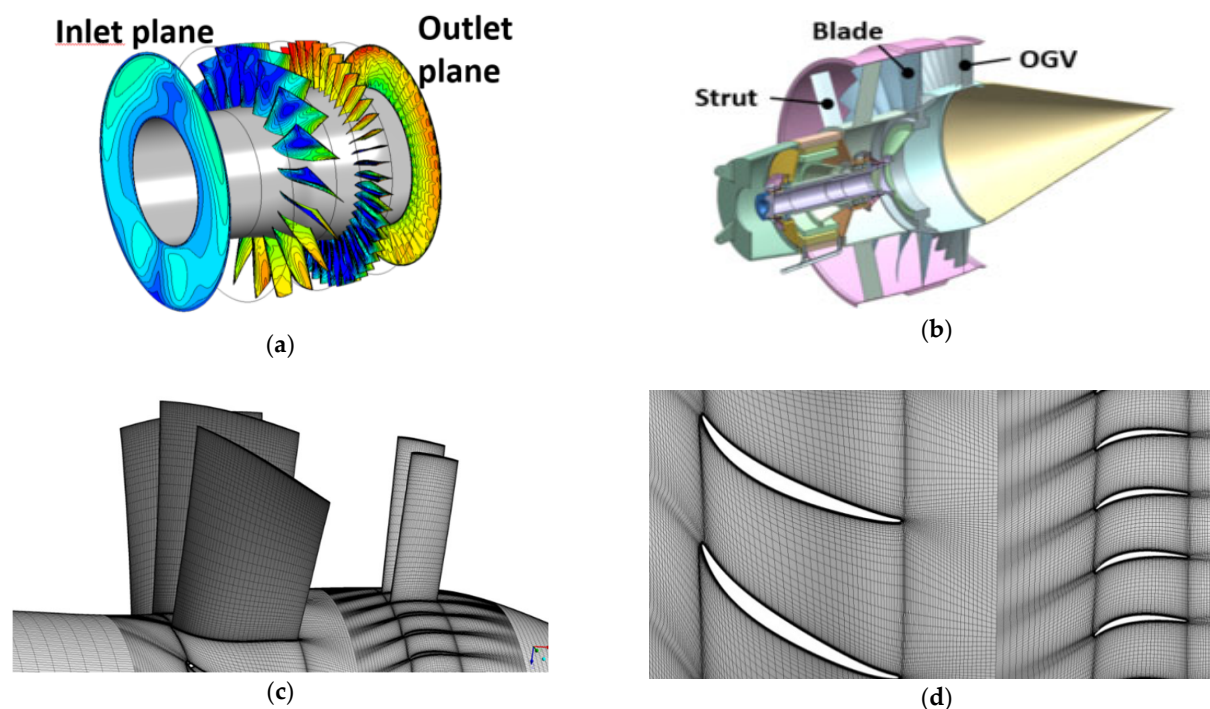 Inlet plane
Outlet
plane
(a)
Blade
OGV
Strut
(b)
(c)
(d)